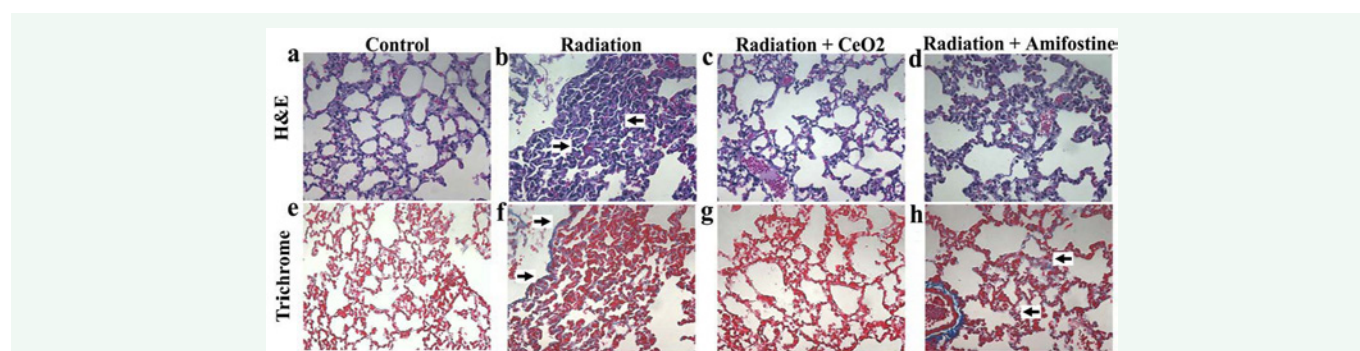 Control
Radiation
Radiation + CeO2
Radiation + Amifostine
a
b
c
d
H&E
e
f
g
h
Trichrome